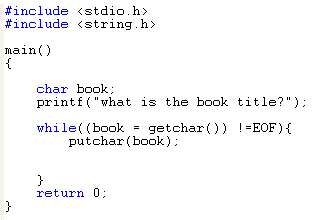 #include <stdio.h>
#include <string.h>
main()
{
char book;
printf("what is the book title?");
while((book = getchar()) !=EOF){
putchar(book);
}
return 0;
}